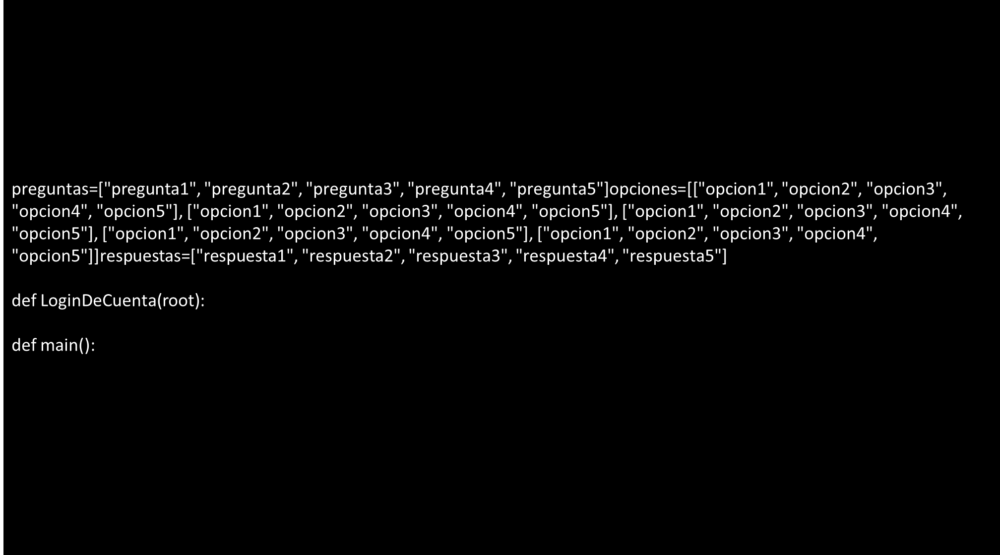 preguntas=["pregunta1", "pregunta2", "pregunta3", "pregunta4", "pregunta5"]opciones=[["opcion1", "opcion2", "opcion3",
"opcion4", "opcion5"], ["opcion1", "opcion2", "opcion3", "opcion4", "opcion5"], ["opcion1", "opcion2", "opcion3", "opcion4",
"opcion5"], ["opcion1", "opcion2", "opcion3", "opcion4", "opcion5"], ["opcion1", "opcion2", "opcion3", "opcion4",
"opcion5"]]respuestas=["respuesta1", "respuesta2", "respuesta3", "respuesta4", "respuesta5"]
def LoginDeCuenta(root):
def main():